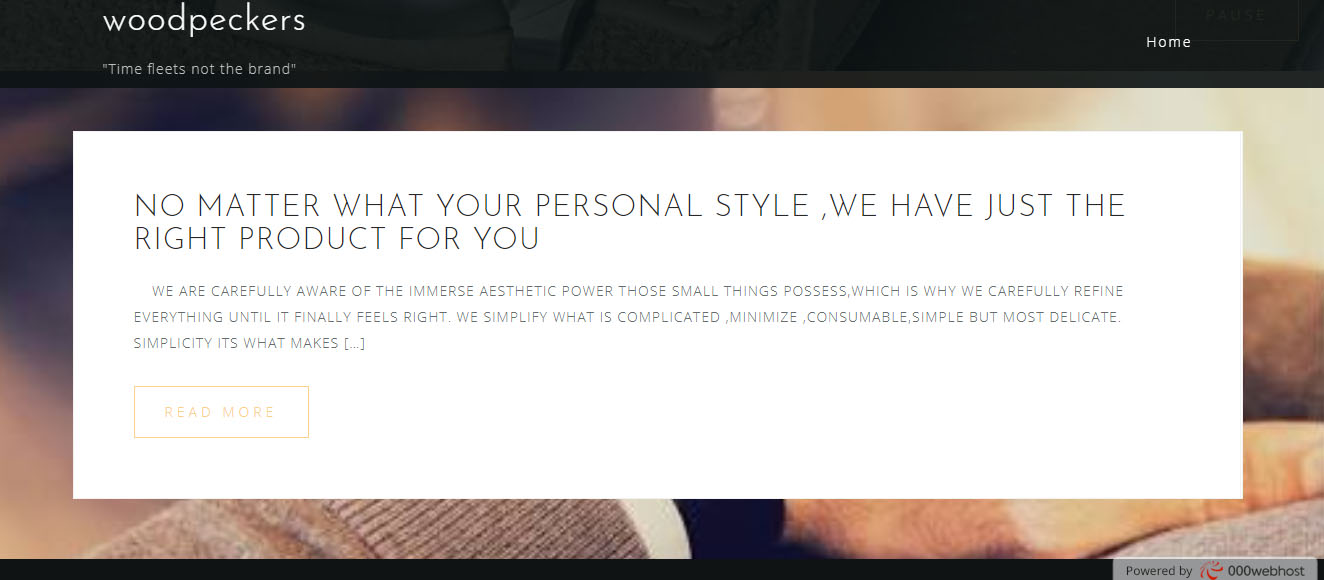 woodpeckers
PAUSE
Home
"Time fleets not the brand"
NO MATTER WHAT YOUR PERSONAL STYLE ,WE HAVE JUST THE
RIGHT PRODUCT FOR YOU
WE ARE CAREFULLY AWARE OF THE IMMERSE AESTHETIC POWER THOSE SMALL THINGS POSSESS,WHICH IS WHY WE CAREFULLY REFINE
EVERYTHING UNTIL IT FINALLY FEELS RIGHT. WE SIMPLIFY WHAT IS COMPLICATED ,MINIMIZE ,CONSUMABLE,SIMPLE BUT MOST DELICATE.
SIMPLICITY ITS WHAT MAKES [...]
READ MORE
Powered by 000webhost